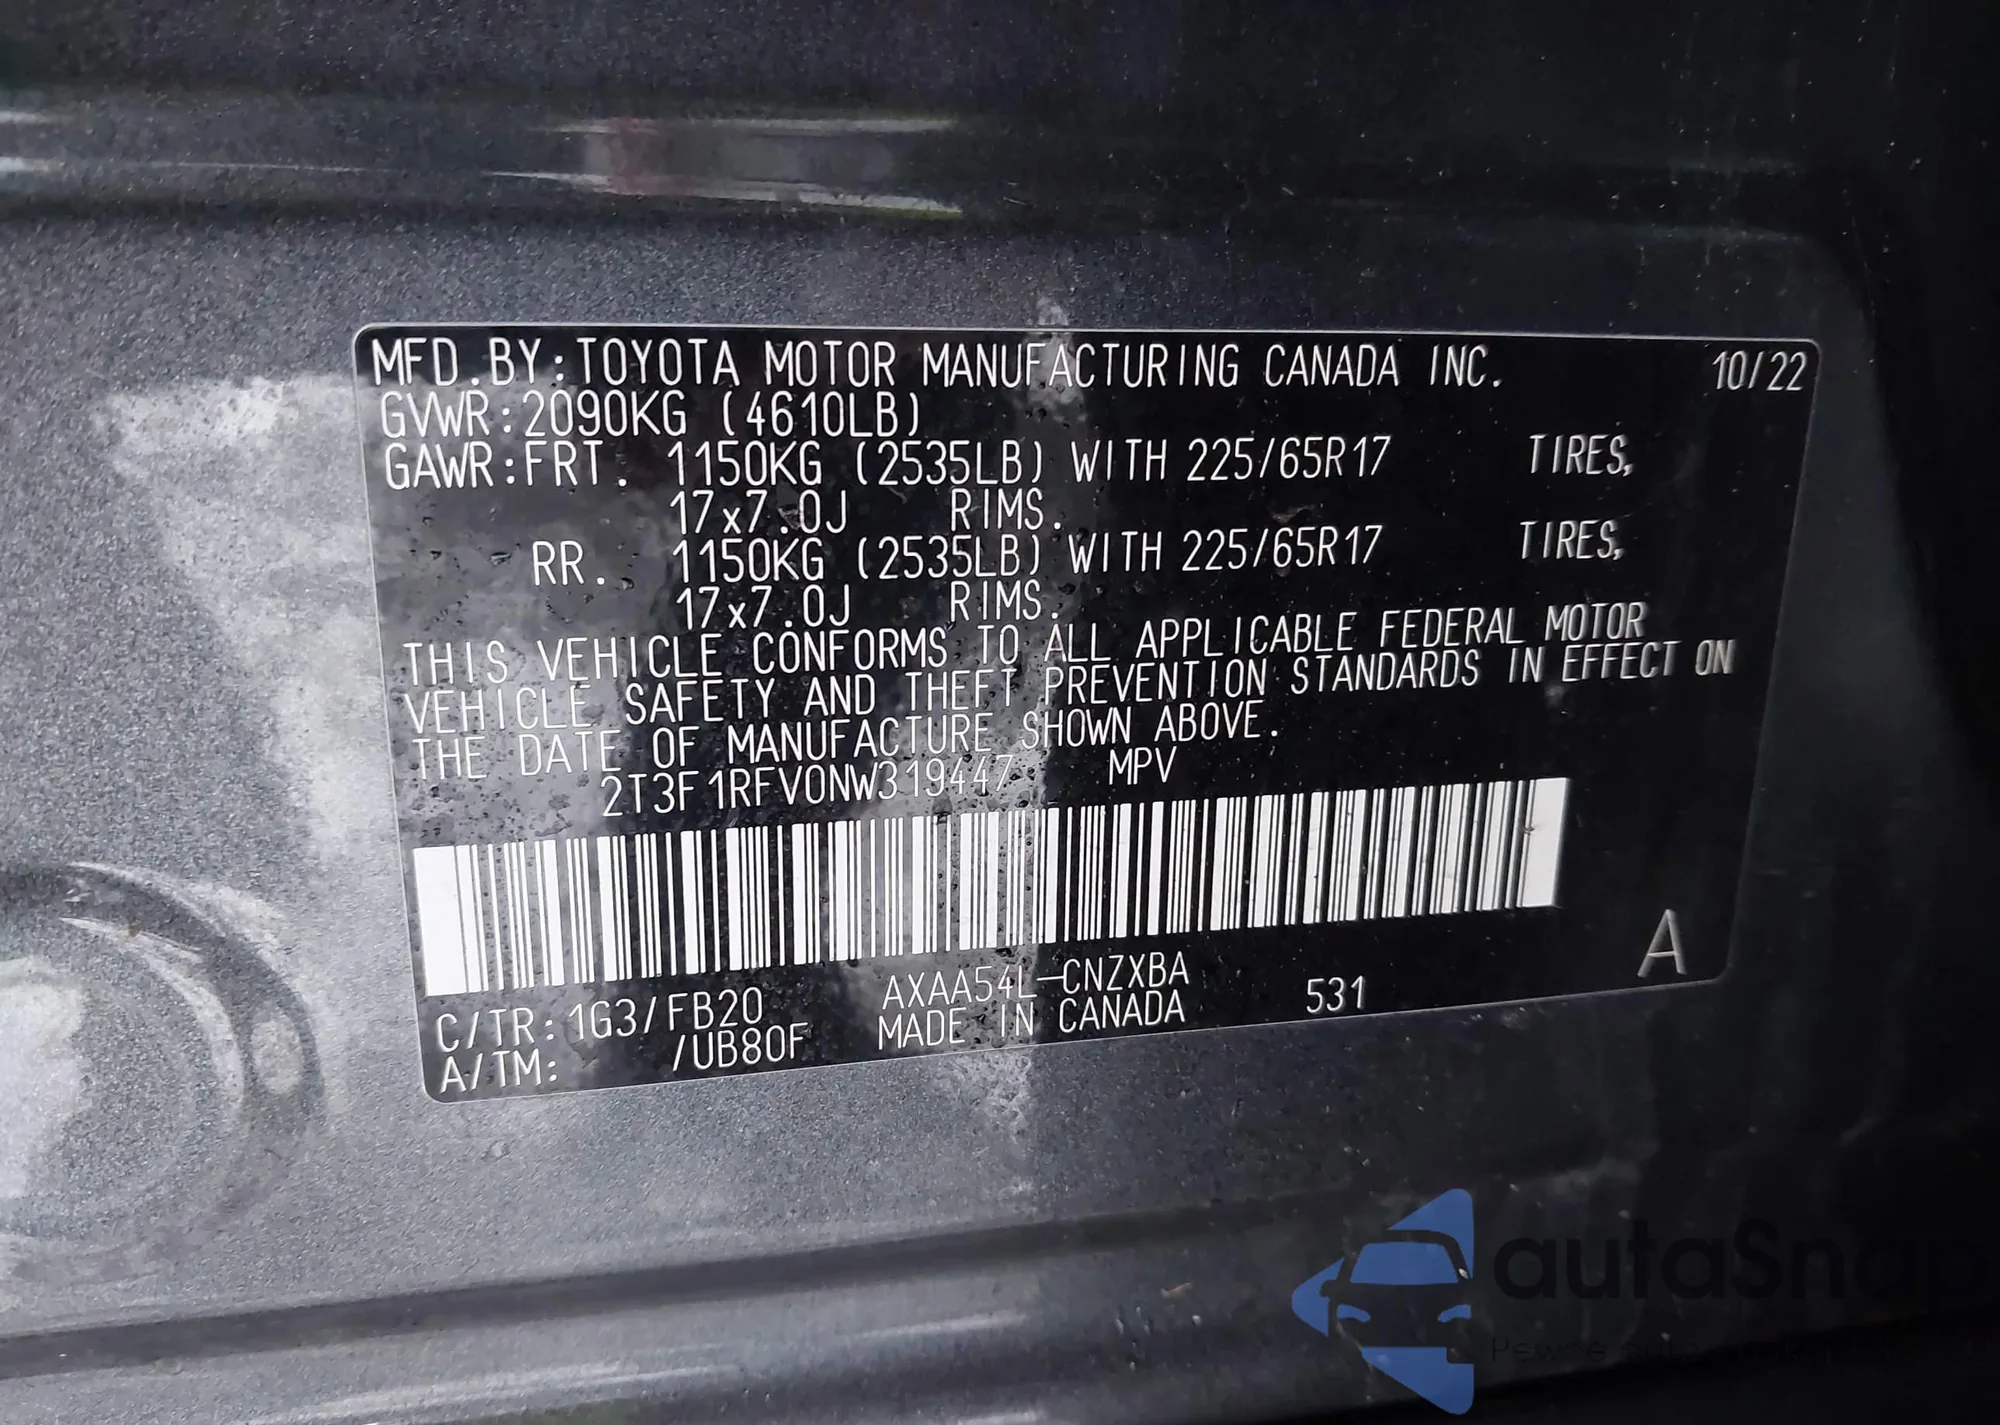 MFD.BY:TOYOTA MOTOR MANUFACTURING CANADA INC. 10/22
GVWR:2090KG (4610LB)
GAWR:FRT. 1150KG (2535LB) WITH 225/65R17 TIRES,
17x7.0J RIMS.
RR. 1150KG (2535LB) WITH 225/65R17 TIRES,
17x7.0J RIMS.
THIS VEHICLE CONFORMS TO ALL APPLICABLE FEDERAL MOTOR
VEHICLE SAFETY AND THEFT PREVENTION STANDARDS IN EFFECT ON
THE DATE OF MANUFACTURE SHOWN ABOVE.
2T3F1RFV0NW319447 MPV
A
C/TR:1G3/FB20 AXAA54L-CNZXBA
A/TM: /UB80F MADE IN CANADA 531
autaSnap
Pewne auta